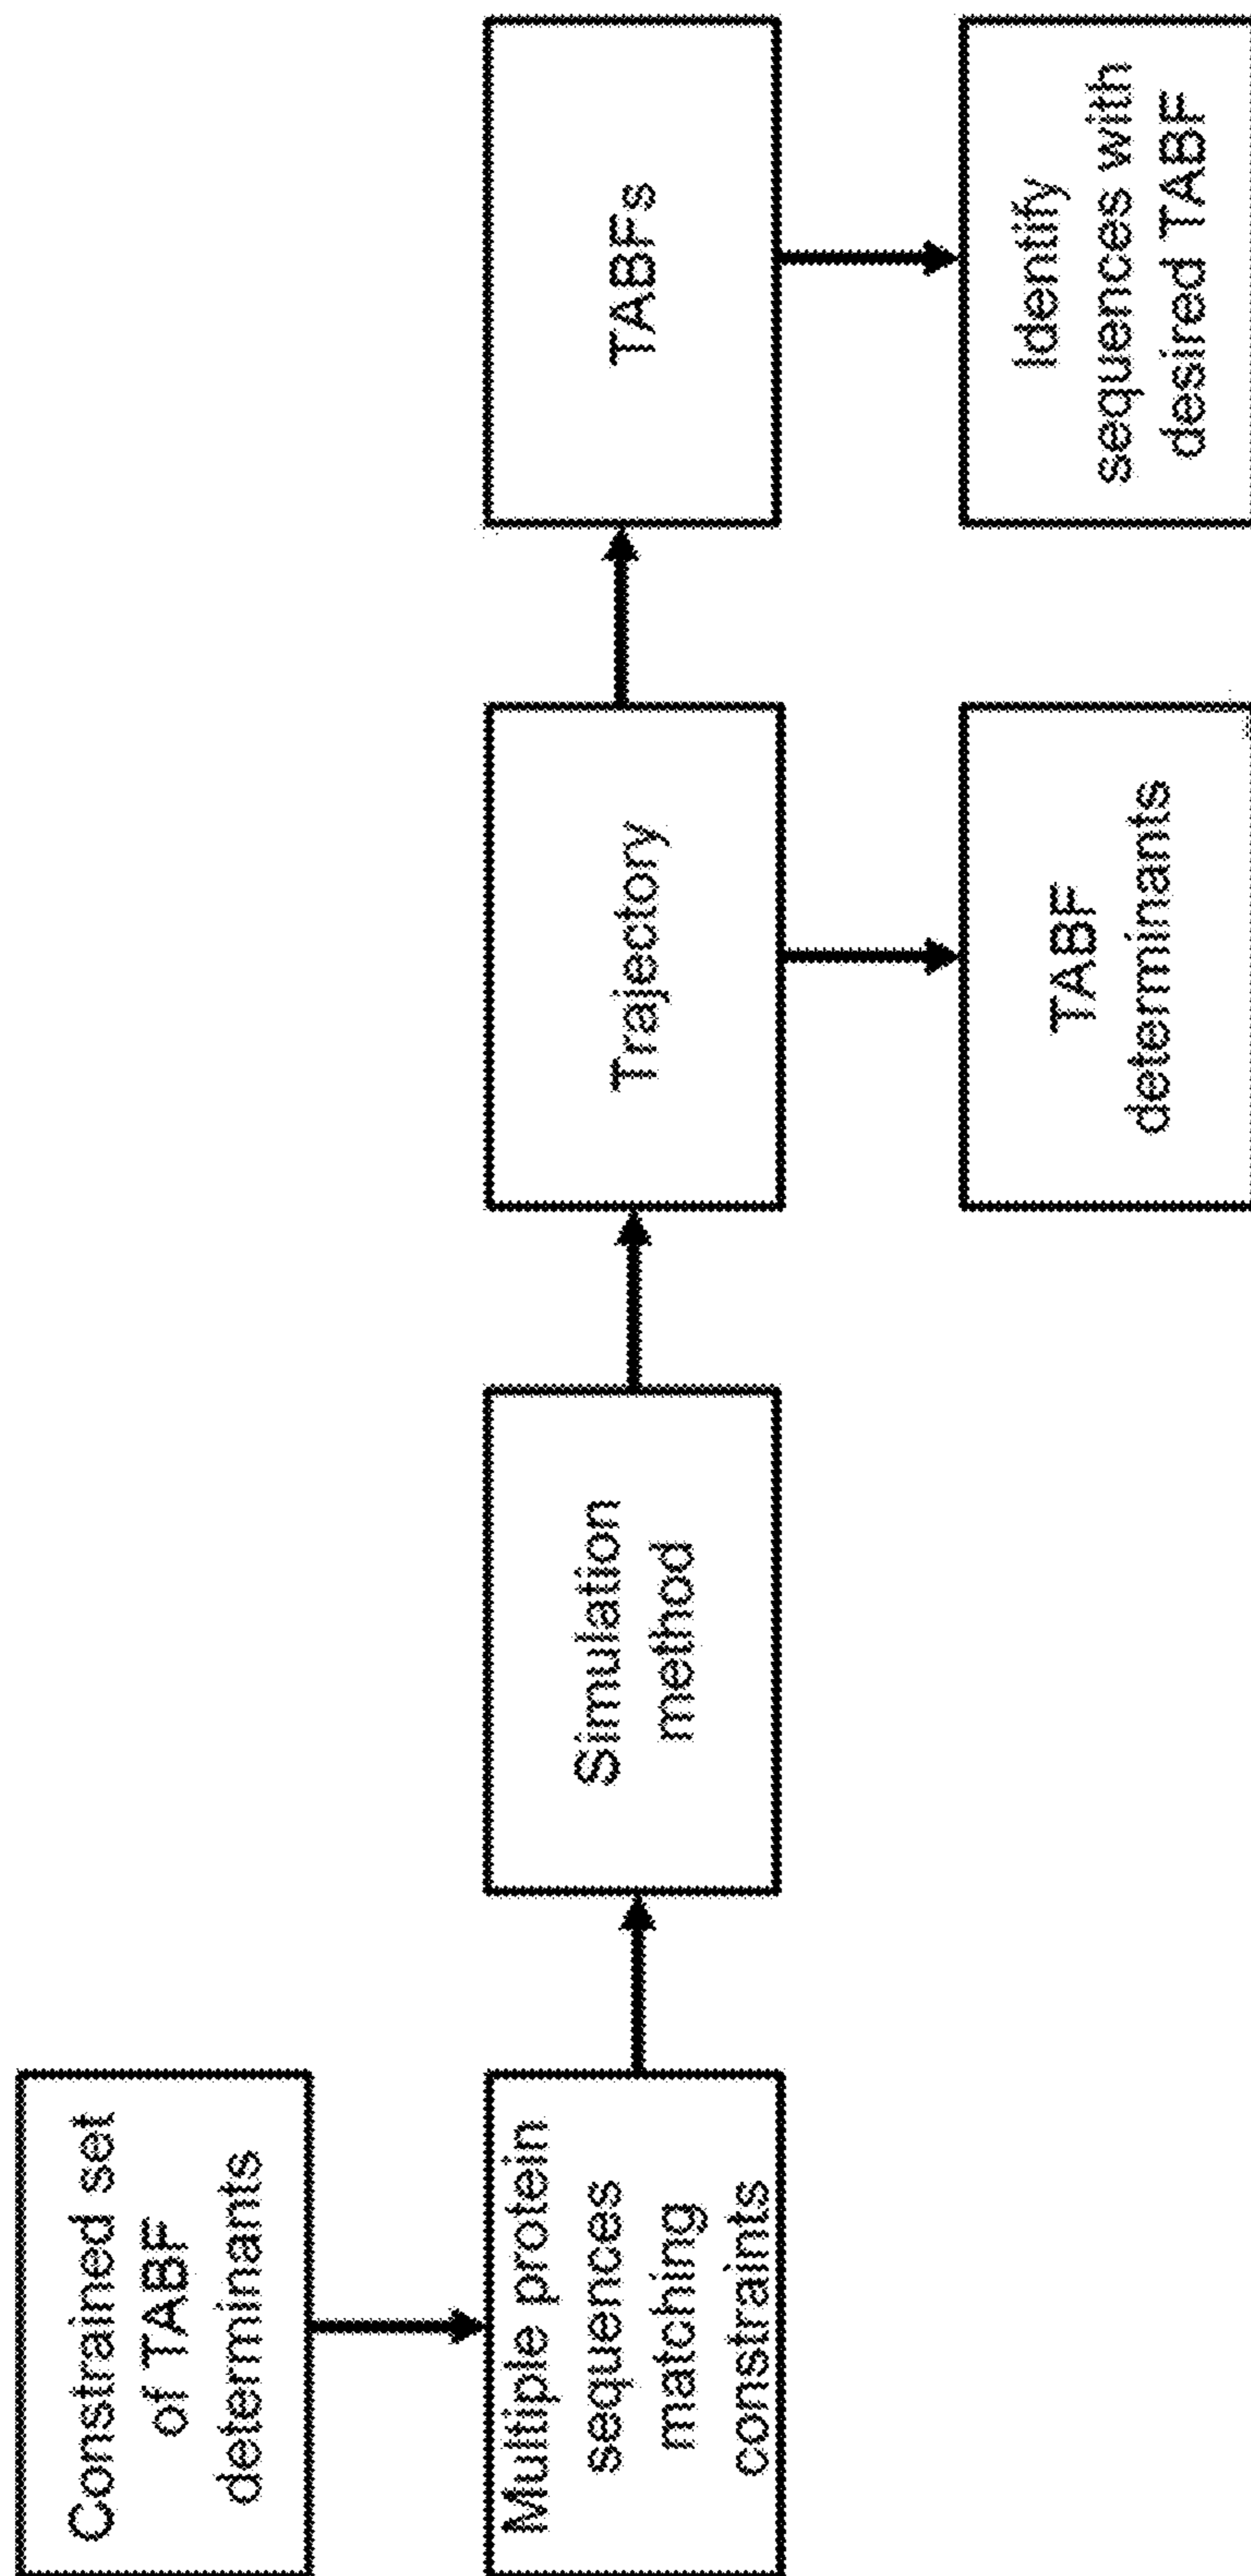 Constrained set
of TABF
determinants
Multiple protein
sequences
matching
constraints
Simulation
method
Trajectory
TABFs
TABF
determinants
Identify
sequences with
desired TABF